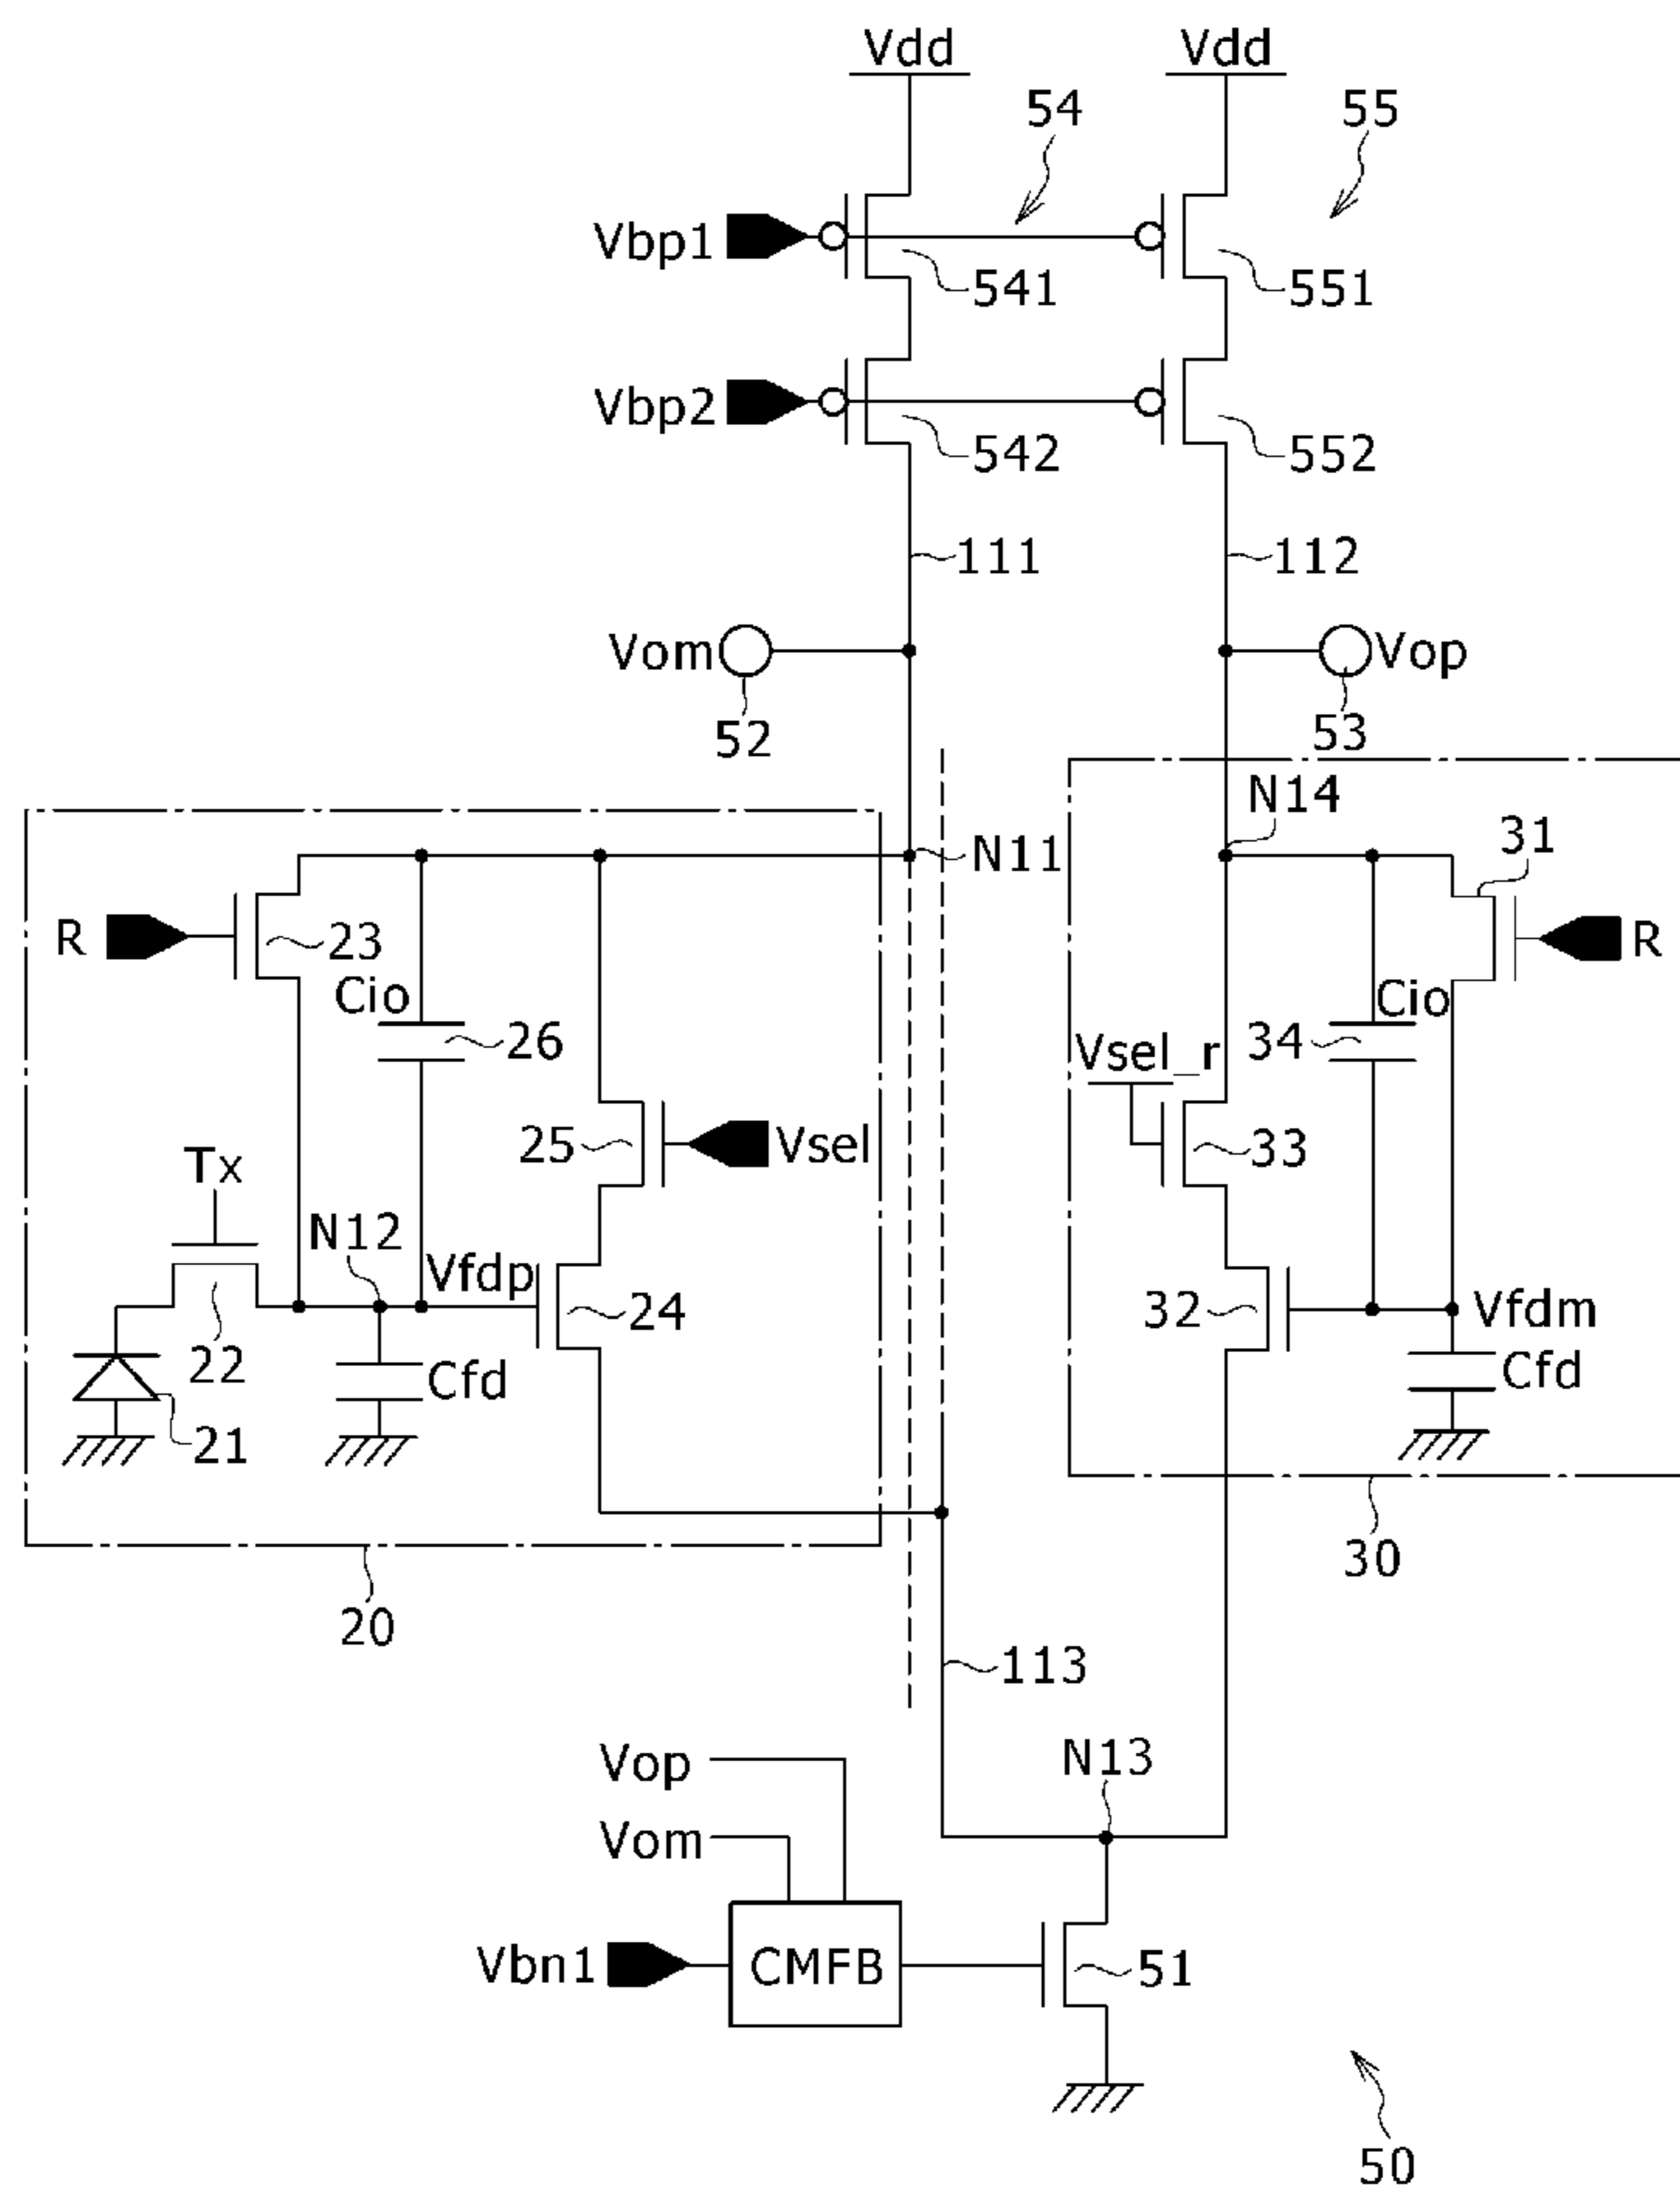 Vdd Vdd
54 55
Vbp1
541 551
Vbp2
542 552
111 112
Vom Vop
52 53
N14
N11 31
R 23 R
Cio Cio
26 Vsel_r 34
25 Vsel 33
Tx
N12
Vfdp 24 32 Vfdm
22 Cfd Cfd
21
30
20
113
Vop N13
Vom
Vbn1 CMFB 51
50